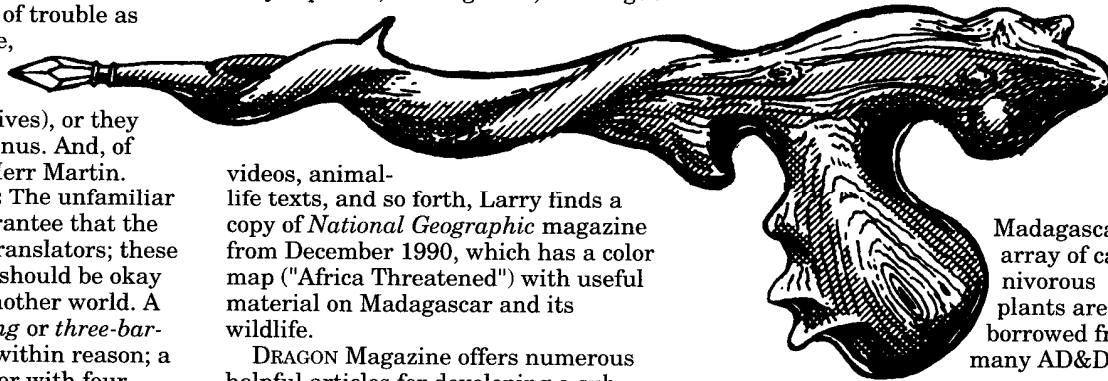 of trouble as
e,
ives), or they
nus. And, of
Herr Martin.
: The unfamiliar
rantee that the
ranslators; these
should be okay
nother world. A
ng or three-bar-
within reason; a
or with four
videos, animal-
life texts, and so forth, Larry finds a
copy of National Geographic magazine
from December 1990, which has a color
map ("Africa Threatened") with useful
material on Madagascar and its
wildlife.
DRAGON Magazine offers numerous
helpful articles for developing a sub-
Madagasca
array of ca
nivorous
plants are
borrowed fr
many AD&D